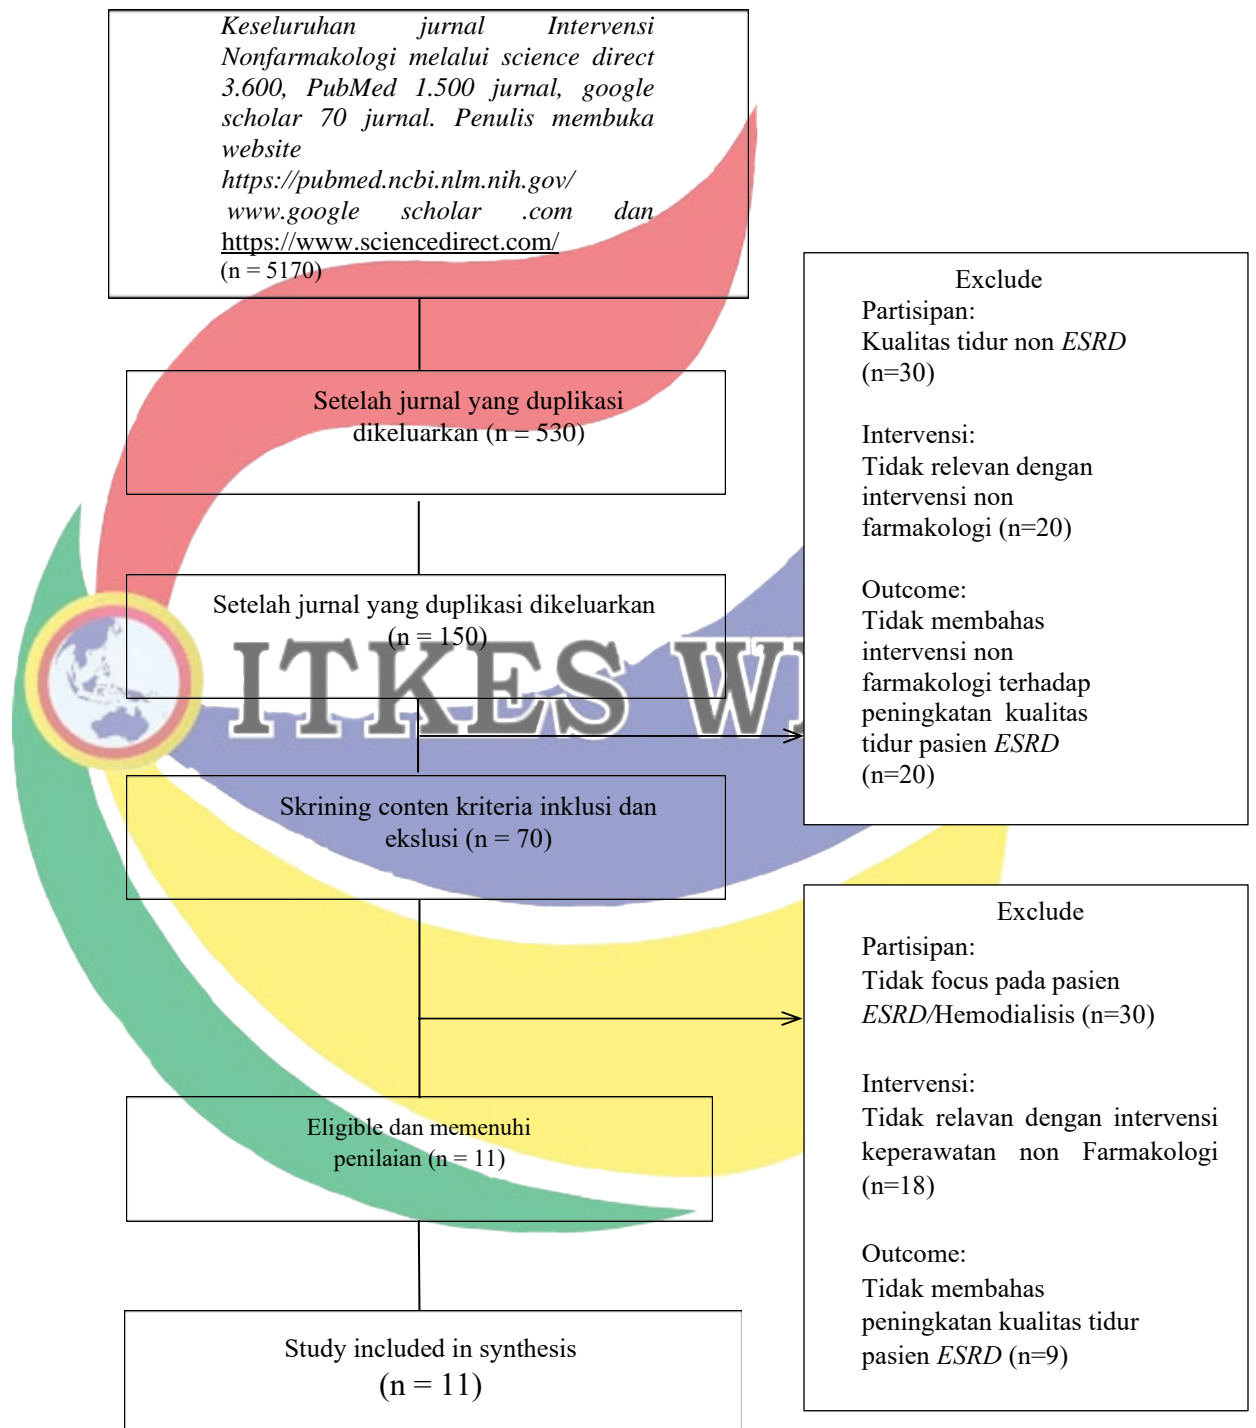 Keseluruhan jurnal Intervensi
Nonfarmakologi melalui science direct
3.600, PubMed 1.500 jurnal, google
scholar 70 jurnal. Penulis membuka
website
https://pubmed.ncbi.nlm.nih.gov/
www.google scholar .com dan
https://www.sciencedirect.com/
(n = 5170)
Setelah jurnal yang duplikasi
dikeluarkan (n = 530)
Setelah jurnal yang duplikasi dikeluarkan
(n = 150)
ITKES W
Exclude
Partisipan:
Kualitas tidur non ESRD
(n=30)
Intervensi:
Tidak relevan dengan
intervensi non
farmakologi (n=20)
Outcome:
Tidak membahas
intervensi non
farmakologi terhadap
peningkatan kualitas
tidur pasien ESRD
(n=20)
Skrining conten kriteria inklusi dan
ekslusi (n = 70)
Exclude
Partisipan:
Tidak focus pada pasien
ESRD/Hemodialisis (n=30)
Intervensi:
Tidak relavan dengan intervensi
keperawatan non Farmakologi
(n=18)
Outcome:
Tidak membahas
peningkatan kualitas tidur
pasien ESRD (n=9)
Eligible dan memenuhi
penilaian (n = 11)
Study included in synthesis
(n = 11)